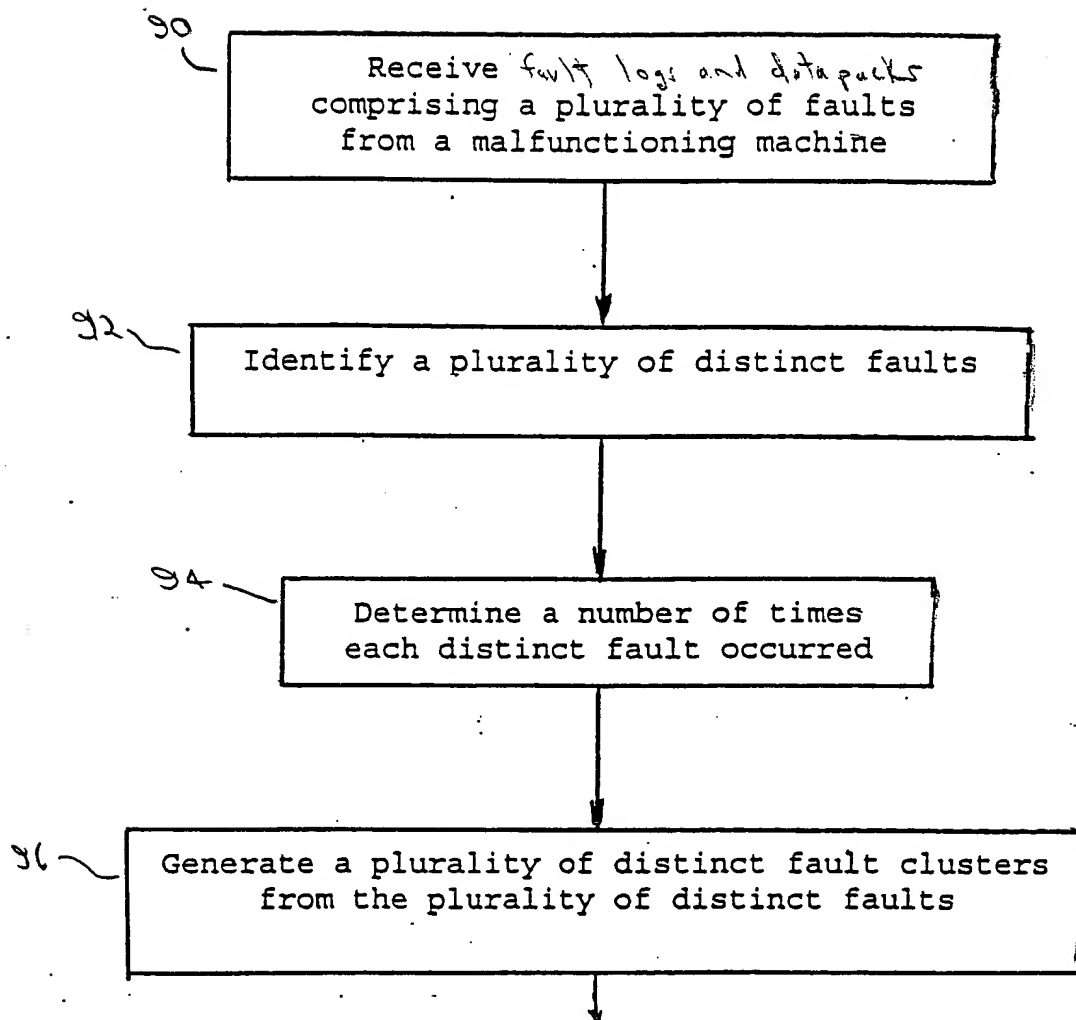 90
Receive fault logs and datapacks
comprising a plurality of faults
from a malfunctioning machine
92
Identify a plurality of distinct faults
94
Determine a number of times
each distinct fault occurred
96
Generate a plurality of distinct fault clusters
from the plurality of distinct faults